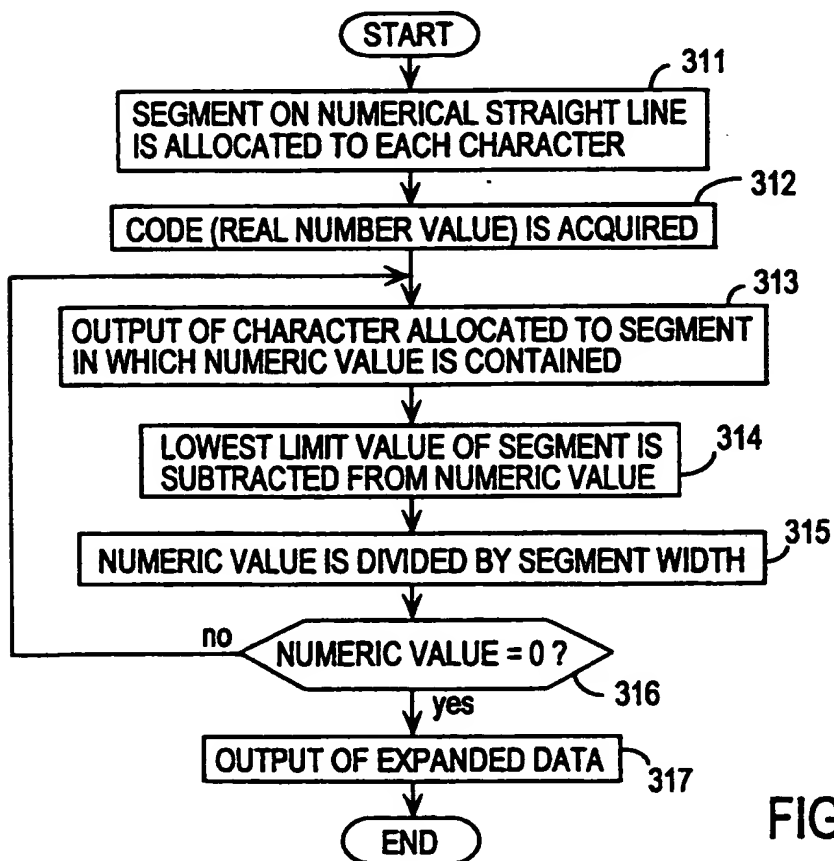 START
311
SEGMENT ON NUMERICAL STRAIGHT LINE
IS ALLOCATED TO EACH CHARACTER
312
CODE (REAL NUMBER VALUE) IS ACQUIRED
313
OUTPUT OF CHARACTER ALLOCATED TO SEGMENT
IN WHICH NUMERIC VALUE IS CONTAINED
LOWEST LIMIT VALUE OF SEGMENT IS
SUBTRACTED FROM NUMERIC VALUE
314
NUMERIC VALUE IS DIVIDED BY SEGMENT WIDTH
315
no
NUMERIC VALUE = 0 ?
316
yes
OUTPUT OF EXPANDED DATA
317
END
FIG